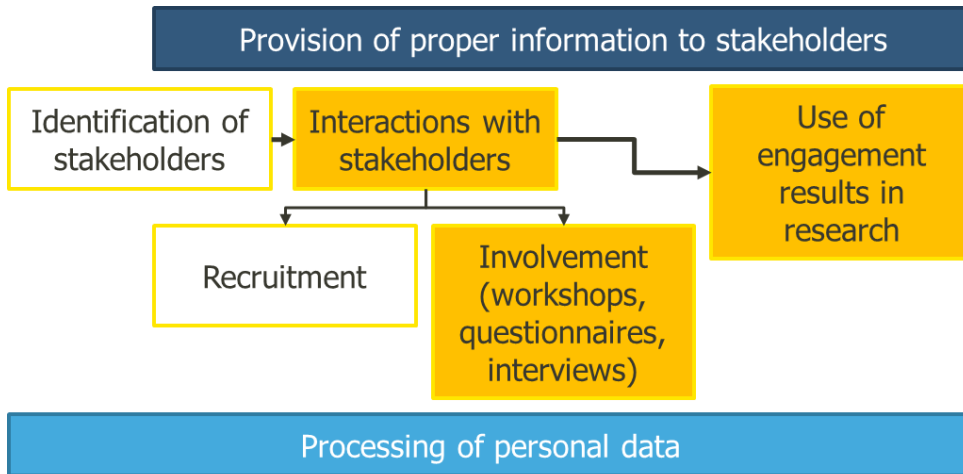 Provision of proper information to stakeholders
Identification of
stakeholders
Interactions with
stakeholders
Use of
engagement
results in
research
Recruitment
Involvement
(workshops,
questionnaires,
interviews)
Processing of personal data